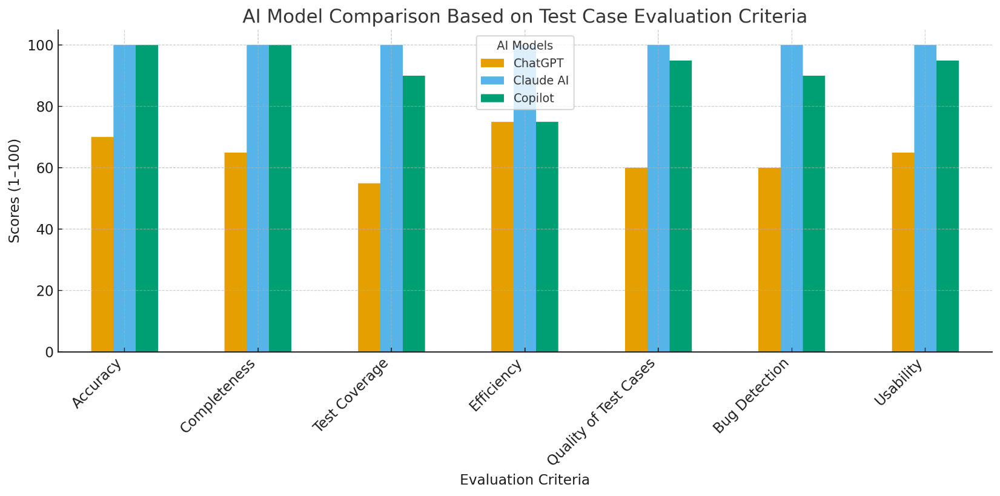 AI Model Comparison Based on Test Case Evaluation Criteria
AI Models
ChatGPT
Claude AI
Copilot
Scores (1–100)
100
80
60
40
20
0
Accuracy
Completeness
Test Coverage
Efficiency
Quality of Test Cases
Bug Detection
Usability
Evaluation Criteria